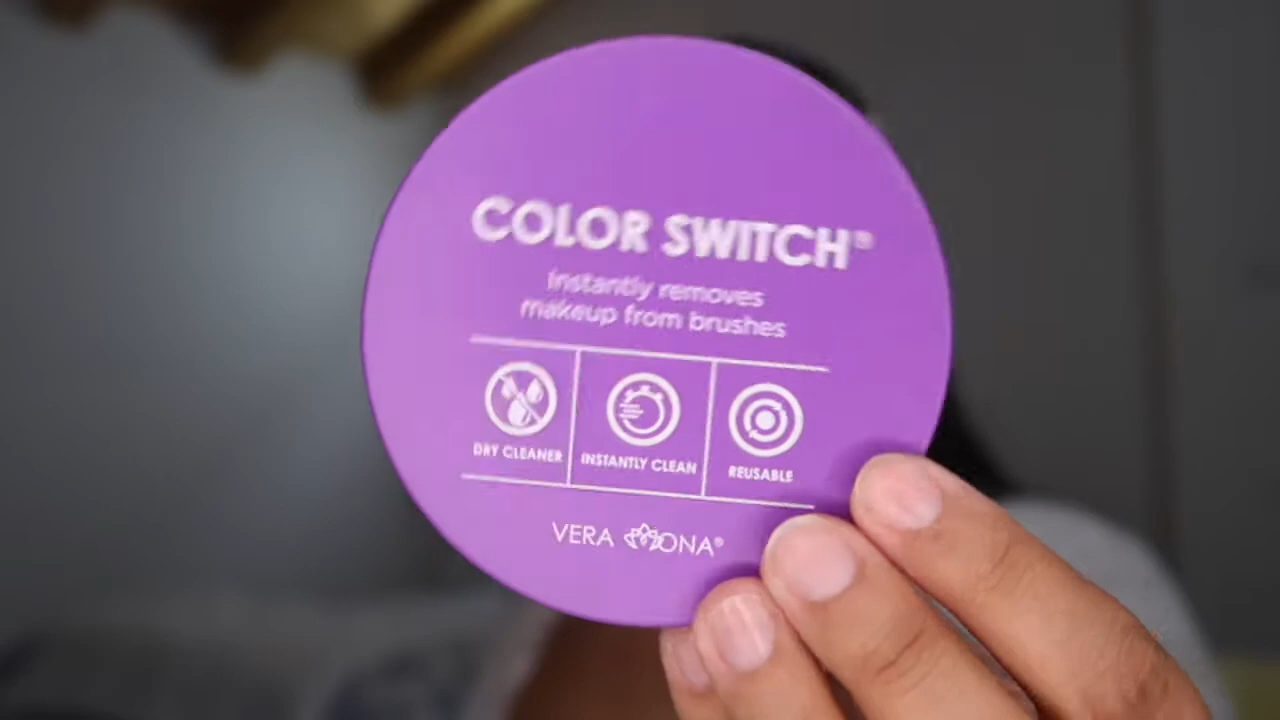 COLOR SWITCH®
Instantly removes
makeup from brushes
DRY CLEANER
INSTANTLY CLEAN
REUSABLE
VERA MONA®